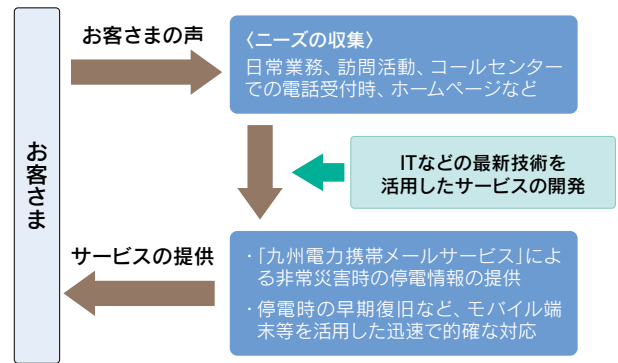 お客さま
お客さまの声
〈ニーズの収集〉
日常業務、訪問活動、コールセンター
での電話受付時、ホームページなど
ITなどの最新技術を
活用したサービスの開発
サービスの提供
・「九州電力携帯メールサービス」によ
る非常災害時の停電情報の提供
・停電時の早期復旧など、モバイル端
末等を活用した迅速で的確な対応